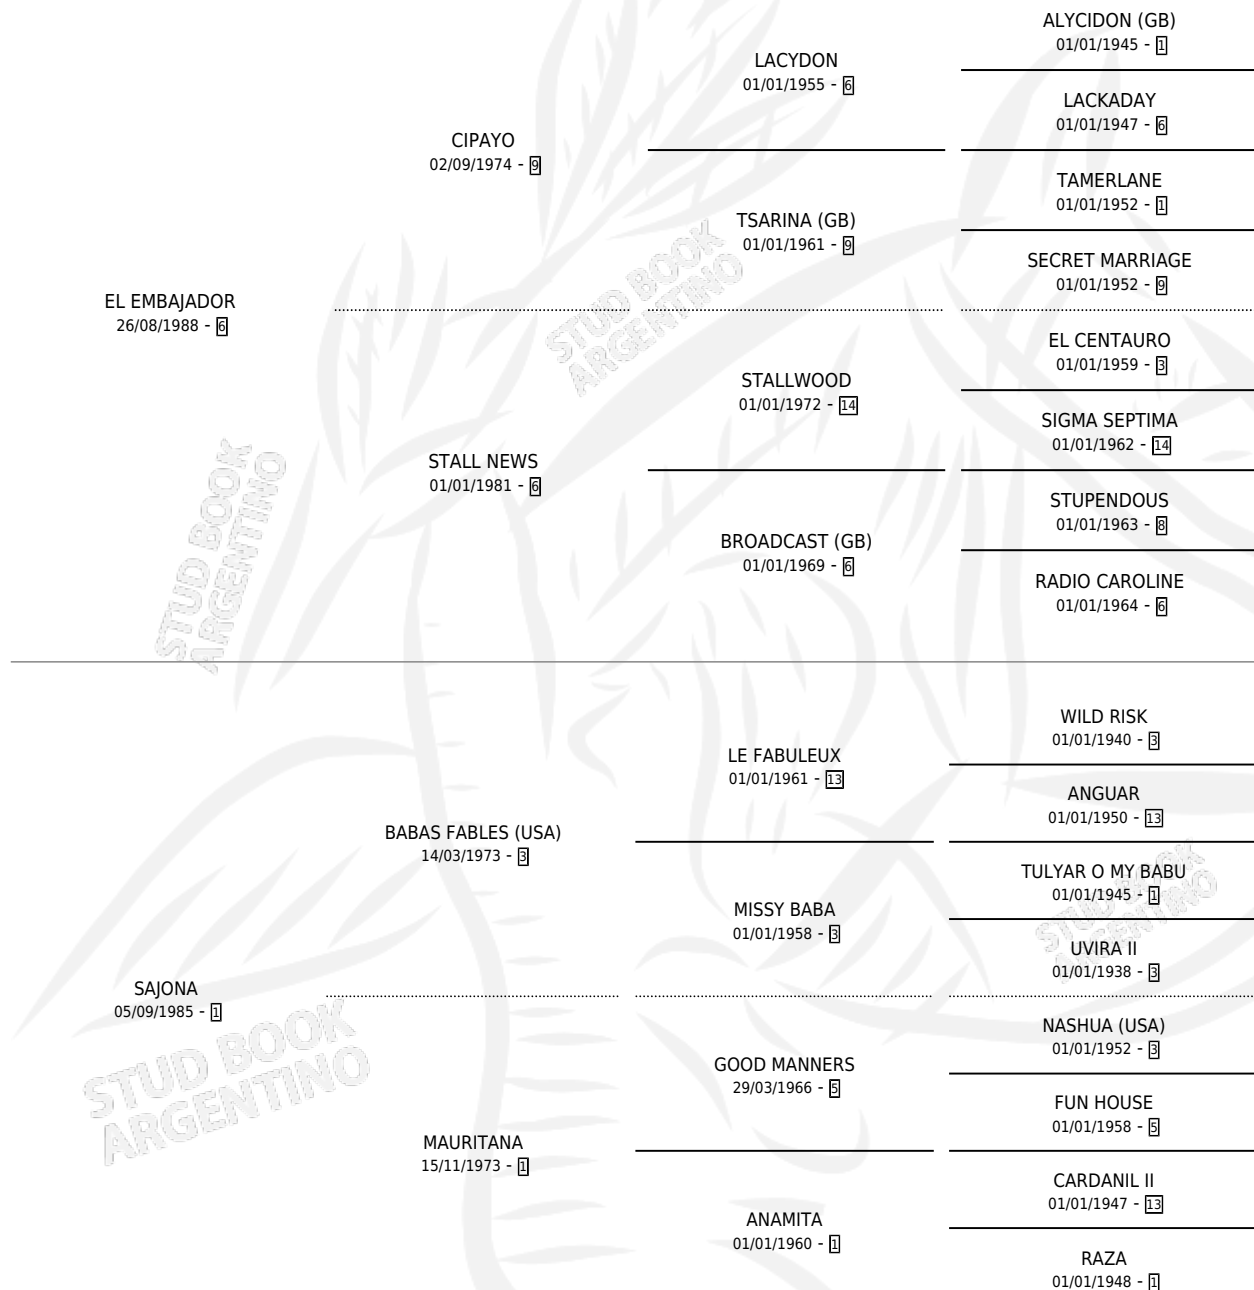 ALYCIDON (GB)
01/01/1945 - 1
LACYDON
01/01/1955 - 6
LACKADAY
01/01/1947 - 6
CIPAYO
02/09/1974 - 9
TAMERLANE
01/01/1952 - 1
TSARINA (GB)
01/01/1961 - 9
SECRET MARRIAGE
01/01/1952 - 9
EL EMBAJADOR
26/08/1988 - 6
EL CENTAURO
01/01/1959 - 3
STALLWOOD
01/01/1972 - 14
SIGMA SEPTIMA
01/01/1962 - 14
STALL NEWS
01/01/1981 - 6
STUPENDOUS
01/01/1963 - 8
BROADCAST (GB)
01/01/1969 - 6
RADIO CAROLINE
01/01/1964 - 6
WILD RISK
01/01/1940 - 3
LE FABULEUX
01/01/1961 - 13
ANGUAR
01/01/1950 - 13
BABAS FABLES (USA)
14/03/1973 - 3
TULYAR O MY BABU
01/01/1945 - 1
MISSY BABA
01/01/1958 - 3
UVIRA II
01/01/1938 - 3
SAJONA
05/09/1985 - 1
NASHUA (USA)
01/01/1952 - 3
GOOD MANNERS
29/03/1966 - 5
FUN HOUSE
01/01/1958 - 5
MAURITANA
15/11/1973 - 1
CARDANIL II
01/01/1947 - 13
ANAMITA
01/01/1960 - 1
RAZA
01/01/1948 - 1
STUD BOOK
ARGENTINO
STUD BOOK
ARGENTINO
STUD BOOK
ARGENTINO
STUD BOOK
ARGENTINO